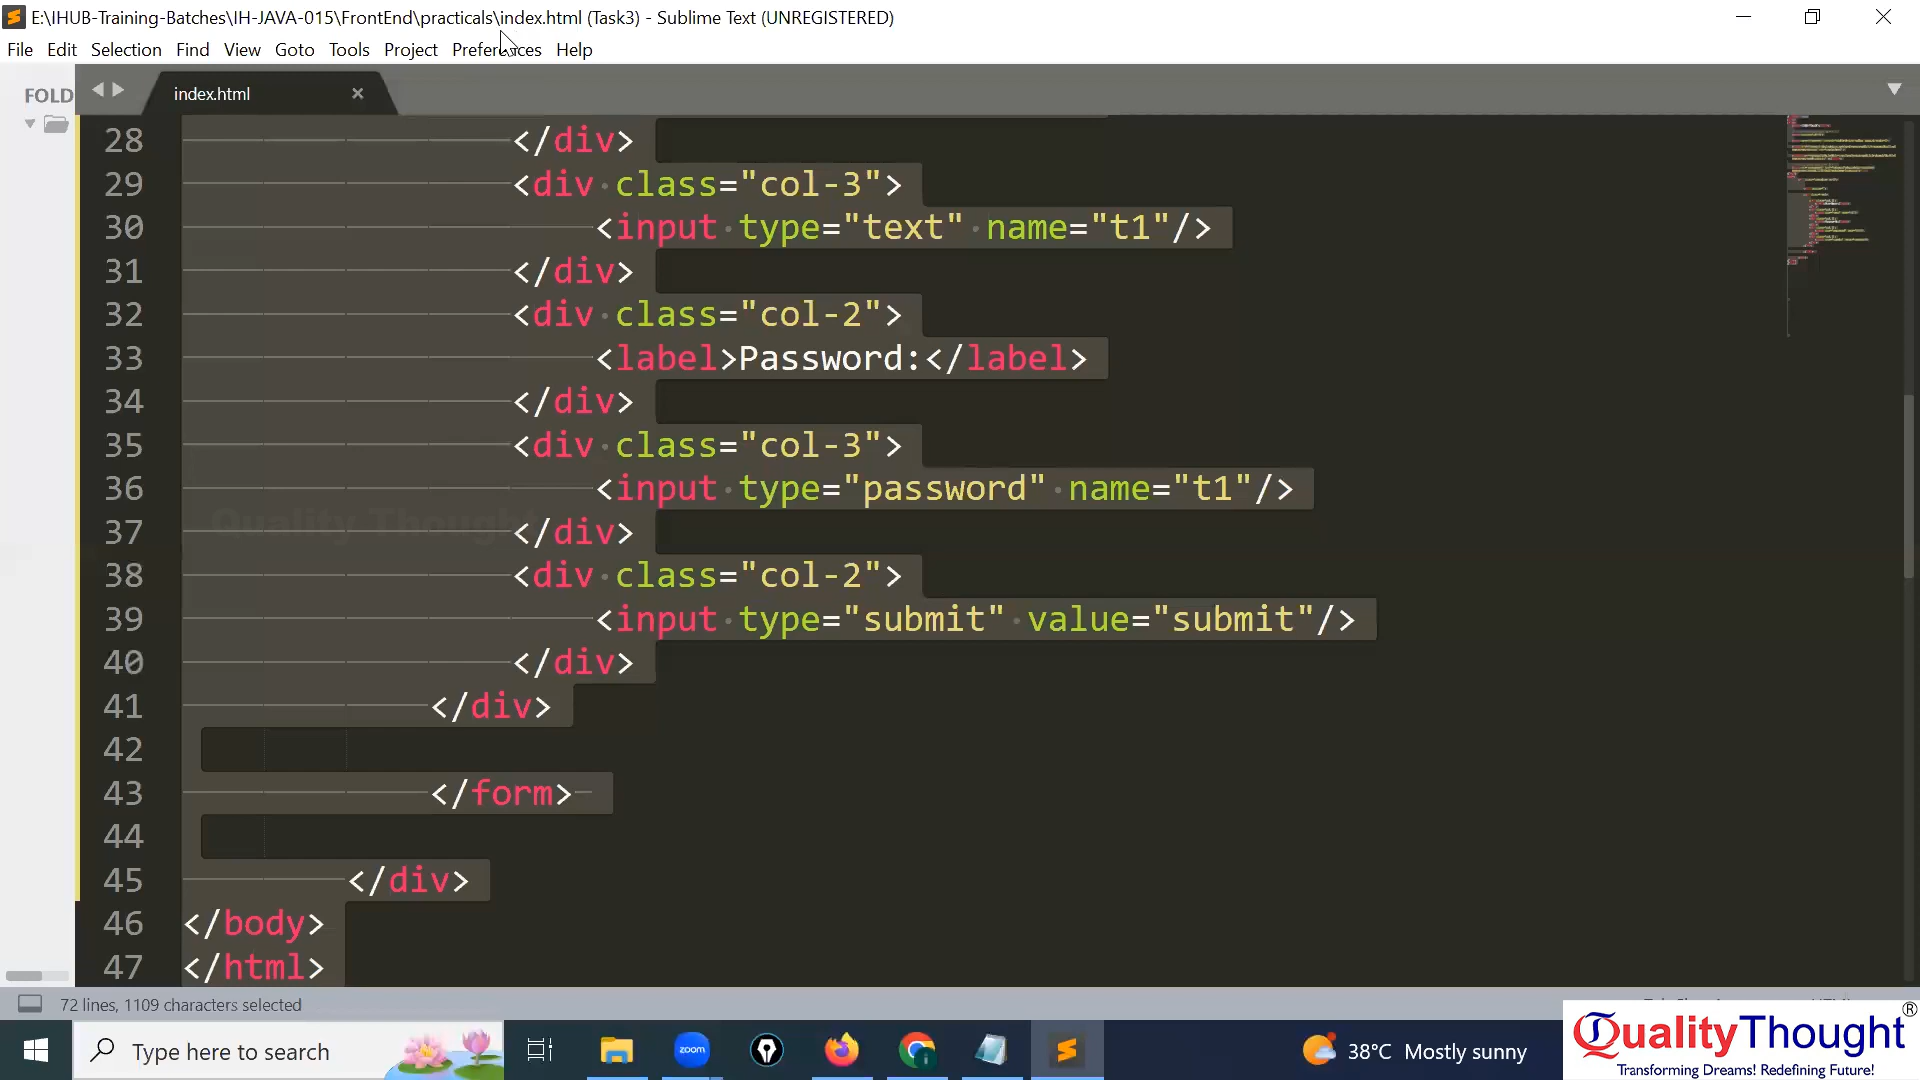 E:\IHUB-Training-Batches\IH-JAVA-015\FrontEnd\practicals\index.html (Task3) - Sublime Text (UNREGISTERED)
File Edit Selection Find View Goto Tools Project Preferences Help
FOLD
index.html
28 </div>
29 <div class="col-3">
30 <input type="text" name="t1"/>
31 </div>
32 <div class="col-2">
33 <label>Password:</label>
34 </div>
35 <div class="col-3">
36 <input type="password" name="t1"/>
37 </div>
38 <div class="col-2">
39 <input type="submit" value="submit"/>
40 </div>
41 </div>
42
43 </form>
44
45 </div>
46 </body>
47 </html>
Quality Thought
72 lines, 1109 characters selected
Type here to search
zoom
38°C Mostly sunny
QualityThought®
Transforming Dreams! Redefining Future!